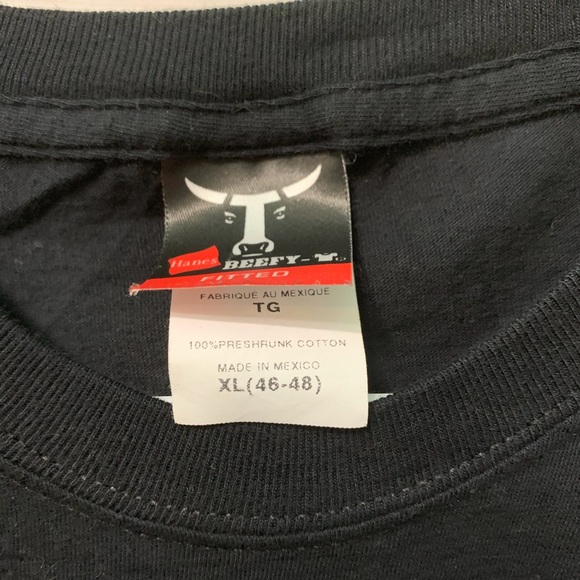 Hanes BEEFY-
FITTED
FABRIQUE AU MEXIQUE
TG
100%PRESHRUNK COTTON
MADE IN MEXICO
XL(46-48)